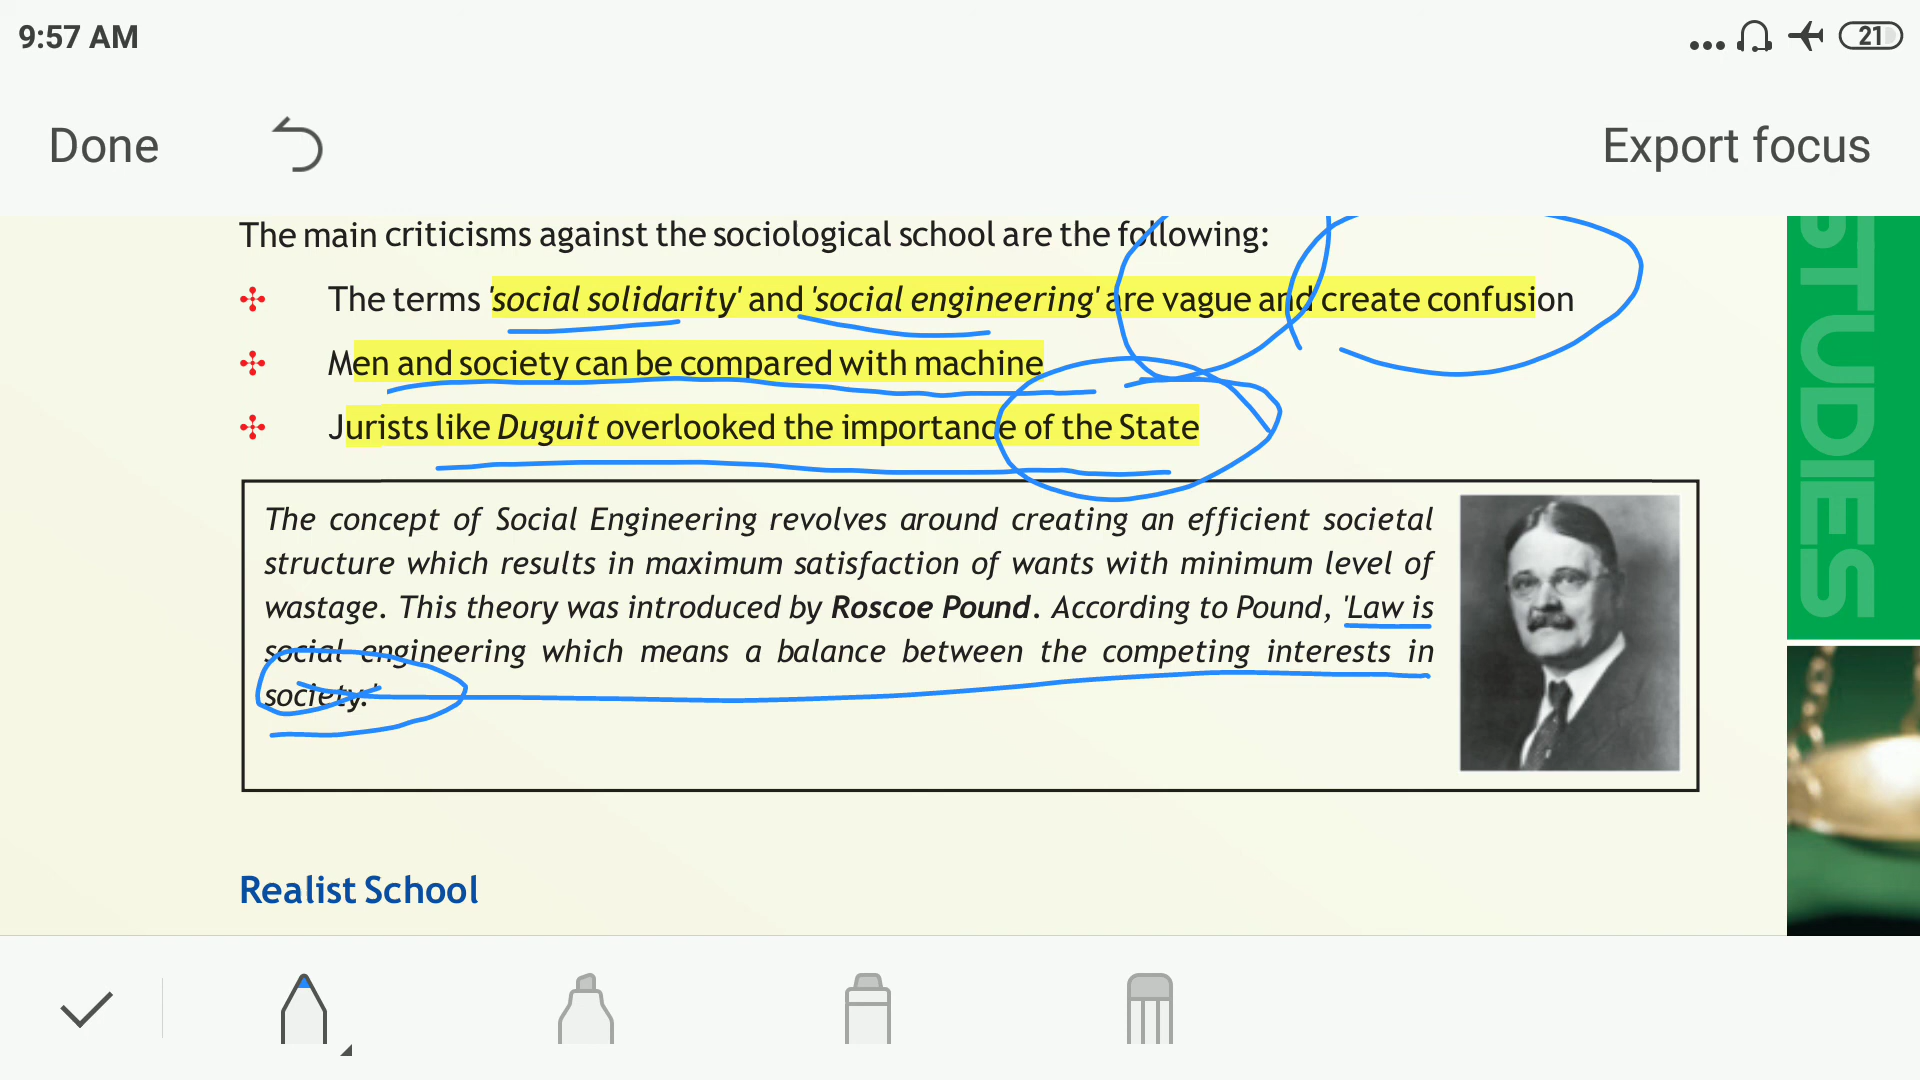 9:57 AM
21
Done
Export focus
The main criticisms against the sociological school are the following:
The terms 'social solidarity' and 'social engineering' are vague and create confusion
Men and society can be compared with machine
Jurists like Duguit overlooked the importance of the State
The concept of Social Engineering revolves around creating an efficient societal
structure which results in maximum satisfaction of wants with minimum level of
wastage. This theory was introduced by Roscoe Pound. According to Pound, 'Law is
social engineering which means a balance between the competing interests in
society.'
Realist School
STUDIES